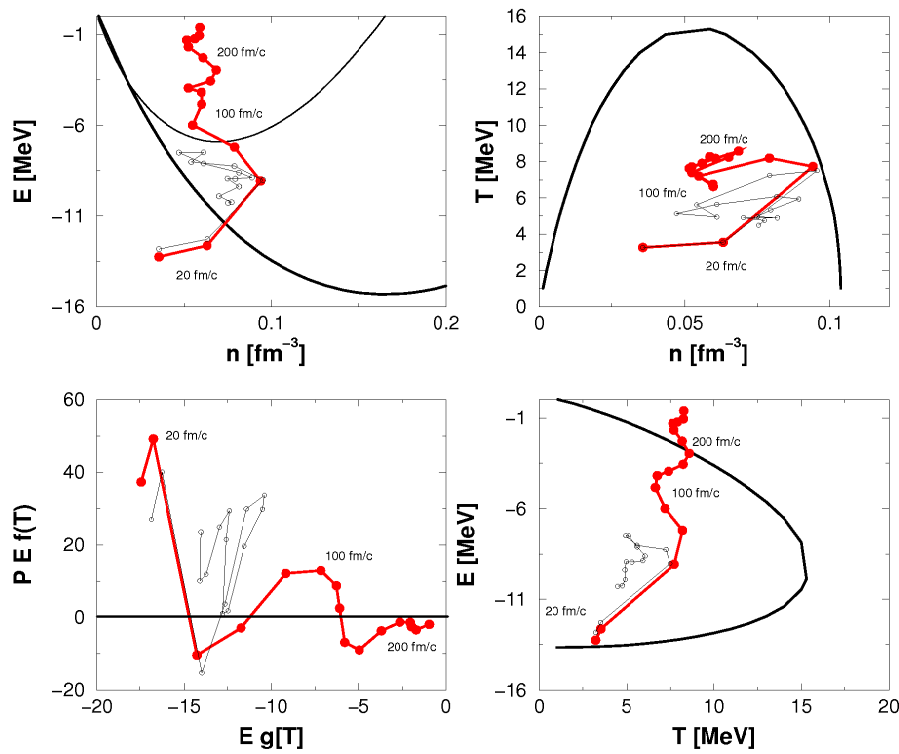 −1
−6
−11
−16
E [MeV]
200 fm/c
100 fm/c
20 fm/c
0
0.1
0.2
n [fm−3]
16
14
12
10
8
6
4
2
0
T [MeV]
200 fm/c
100 fm/c
20 fm/c
0
0.05
0.1
n [fm−3]
60
40
20
0
−20
P E f(T)
20 fm/c
100 fm/c
200 fm/c
−20
−15
−10
−5
0
E g[T]
−1
−6
−11
−16
E [MeV]
200 fm/c
100 fm/c
20 fm/c
0
5
10
15
20
T [MeV]